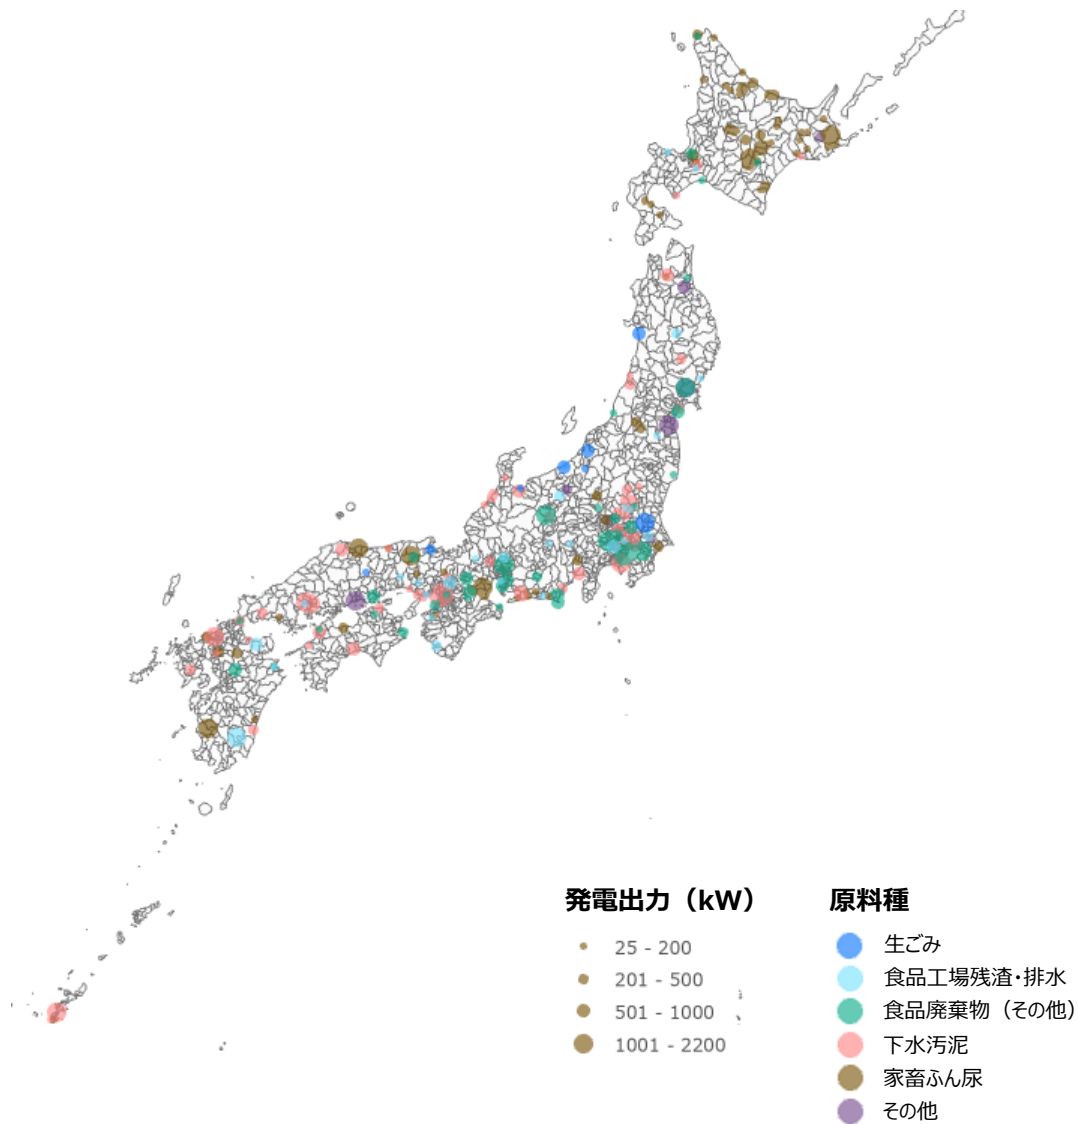 発電出力（kW）
25 - 200
201 - 500
501 - 1000
1001 - 2200
原料種
生ごみ
食品工場残渣・排水
食品廃棄物（その他）
下水汚泥
家畜ふん尿
その他